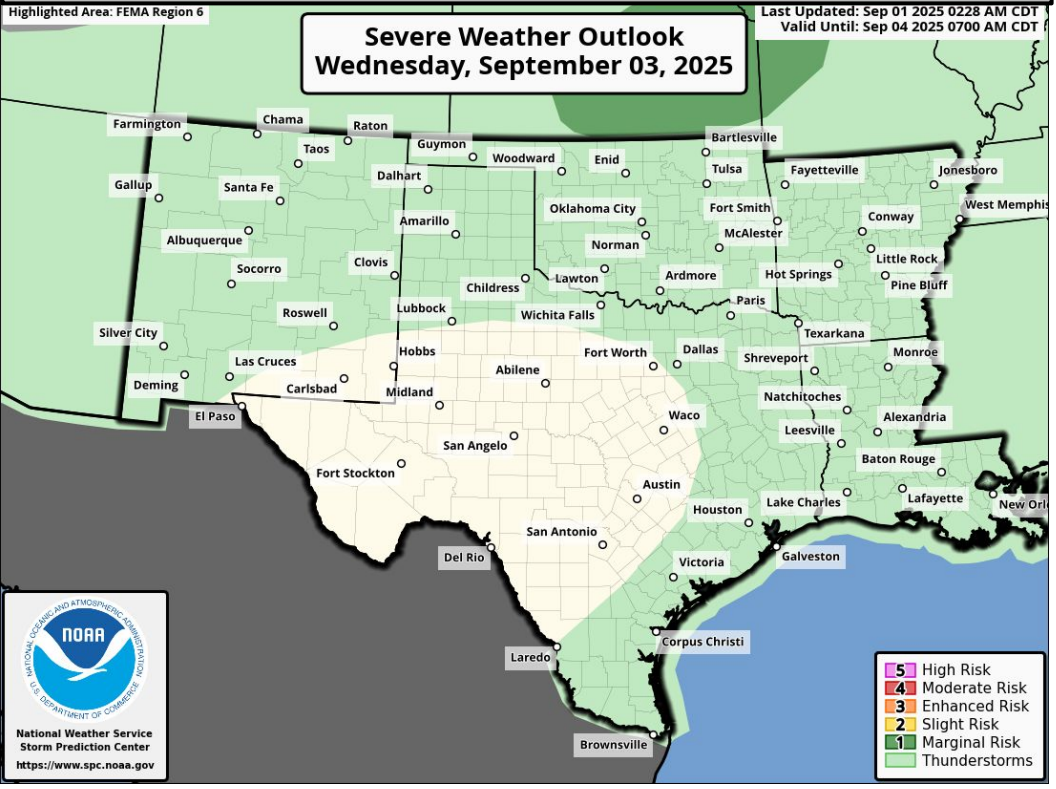 Highlighted Area: FEMA Region 6
Severe Weather Outlook
Wednesday, September 03, 2025
Last Updated: Sep 01 2025 0228 AM CDT
Valid Until: Sep 04 2025 0700 AM CDT
Farmington
Chama
Raton
Taos
Guymon
Woodward
Enid
Bartlesville
Tulsa
Fayetteville
Jonesboro
Gallup
Santa Fe
Dalhart
Amarillo
Oklahoma City
Fort Smith
West Memphis
Albuquerque
Norman
McAlester
Conway
Socorro
Clovis
Childress
Lawton
Ardmore
Hot Springs
Little Rock
Pine Bluff
Roswell
Lubbock
Wichita Falls
Paris
Texarkana
Silver City
Las Cruces
Hobbs
Abilene
Fort Worth
Dallas
Shreveport
Monroe
Deming
Carlsbad
Midland
Natchitoches
El Paso
San Angelo
Waco
Leesville
Alexandria
Fort Stockton
Baton Rouge
Austin
Houston
Lake Charles
Lafayette
New Orl
San Antonio
Del Rio
Victoria
Galveston
Laredo
Corpus Christi
Brownsville
NATIONAL OCEANIC AND ATMOSPHERIC ADMINISTRATION
NOAA
U.S. DEPARTMENT OF COMMERCE
National Weather Service
Storm Prediction Center
https://www.spc.noaa.gov
5 High Risk
4 Moderate Risk
3 Enhanced Risk
2 Slight Risk
1 Marginal Risk
Thunderstorms